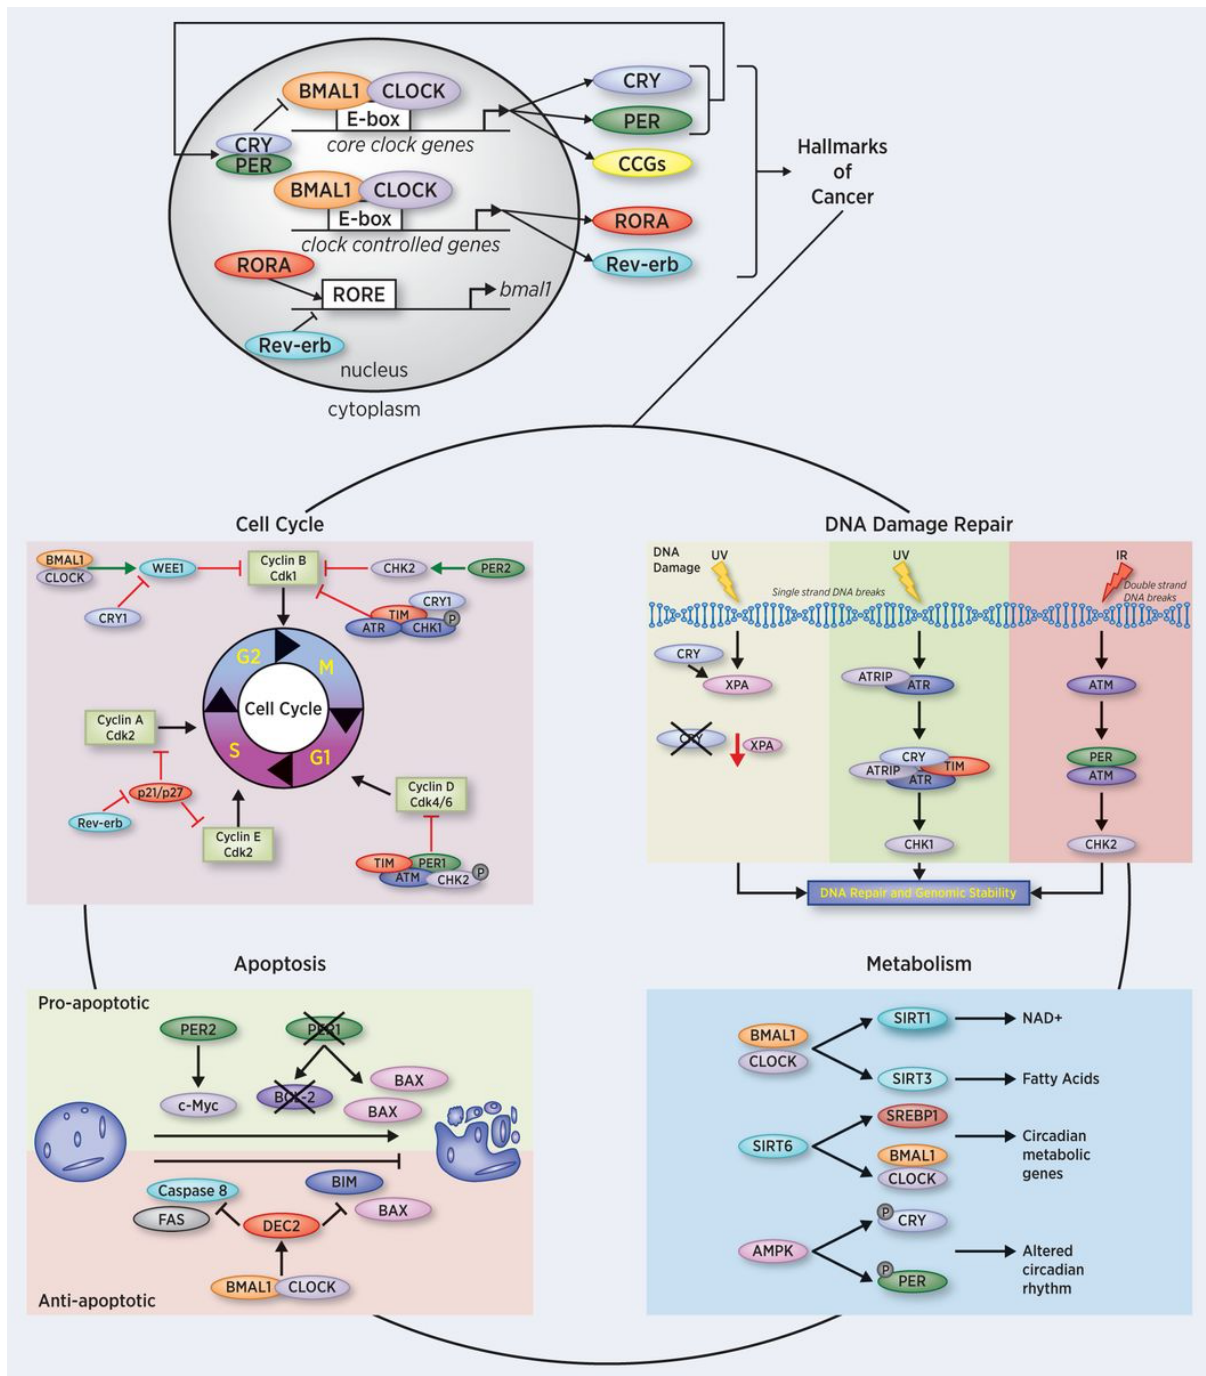 BMAL1 CLOCK
E-box
core clock genes
CRY
PER
CRY
PER
CCGs
BMAL1 CLOCK
E-box
clock controlled genes
RORA
Rev-erb
RORA
RORE
bmal1
Rev-erb
nucleus
cytoplasm
Hallmarks
of
Cancer
Cell Cycle
BMAL1
CLOCK
WEE1
CRY1
Cyclin B
Cdk1
CHK2
PER2
CRY1
TIM
ATR
CHK1
P
G2
M
Cell Cycle
S
G1
Cyclin A
Cdk2
p21/p27
Rev-erb
Cyclin E
Cdk2
Cyclin D
Cdk4/6
TIM
PER1
ATM
CHK2
P
DNA Damage Repair
DNA
Damage
UV
UV
IR
Single strand DNA breaks
Double strand
DNA breaks
CRY
XPA
CRY
XPA
ATRIP
ATR
CRY
ATRIP
TIM
ATR
CHK1
ATM
PER
ATM
CHK2
DNA Repair and Genomic Stability
Apoptosis
Pro-apoptotic
PER2
c-Myc
PER1
BCL-2
BAX
BAX
Caspase 8
FAS
DEC2
BIM
BAX
BMAL1
CLOCK
Anti-apoptotic
Metabolism
BMAL1
CLOCK
SIRT1
NAD+
SIRT3
Fatty Acids
SIRT6
SREBP1
BMAL1
CLOCK
Circadian
metabolic
genes
AMPK
P
CRY
P
PER
Altered
circadian
rhythm